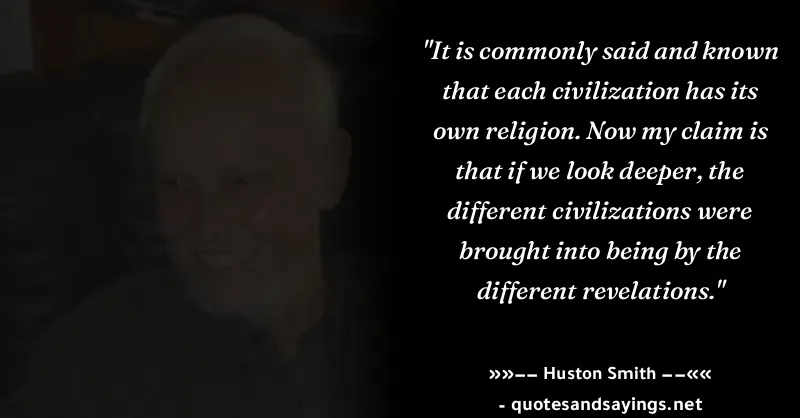 "It is commonly said and known
that each civilization has its
own religion. Now my claim is
that if we look deeper, the
different civilizations were
brought into being by the
different revelations."
»»–– Huston Smith ––««
- quotesandsayings.net